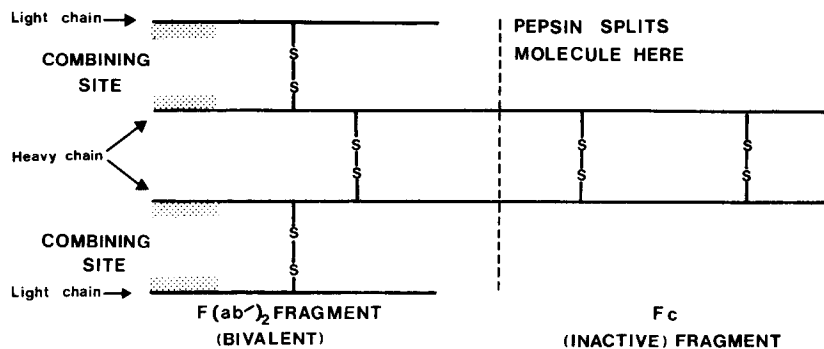 Light chain
COMBINING
SITE
Heavy chain
COMBINING
SITE
Light chain
S
S
S
S
S
S
PEPSIN SPLITS
MOLECULE HERE
S
S
S
S
F(ab′)₂ FRAGMENT
(BIVALENT)
Fc
(INACTIVE) FRAGMENT